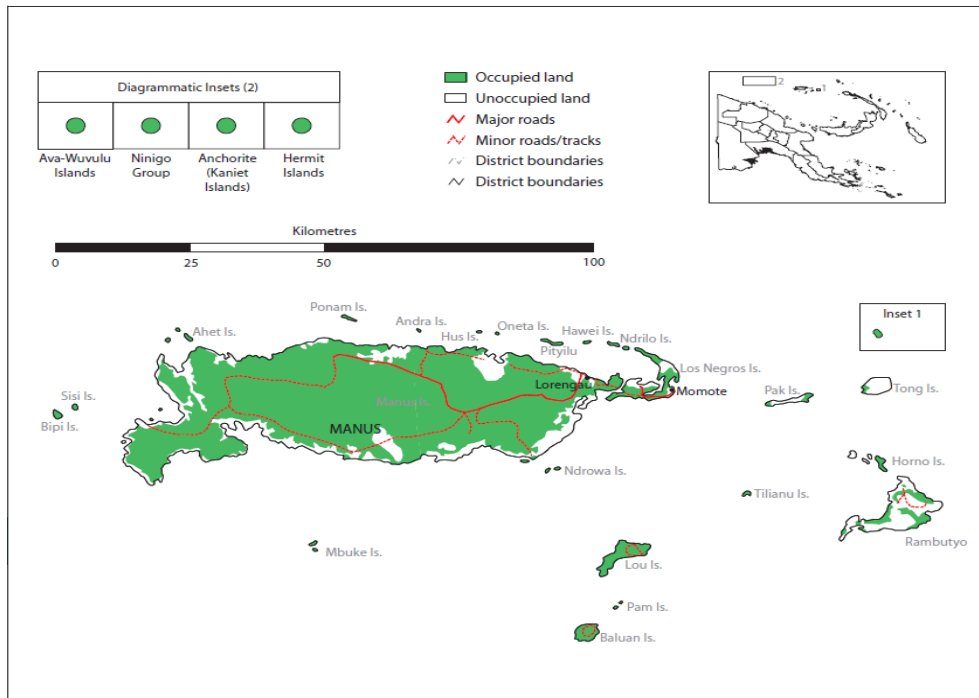 Diagrammatic Insets (2)
Ava-Wuvulu
Islands
Ninigo
Group
Anchorite
(Kaniet
Islands)
Hermit
Islands
Occupied land
Unoccupied land
Major roads
Minor roads/tracks
District boundaries
District boundaries
2
1
Kilometres
0
25
50
100
Inset 1
Ahet Is.
Ponam Is.
Andra Is.
Hus Is.
Oneta Is.
Pityilu
Hawei Is.
Ndrilo Is.
Los Negros Is.
Lorengau
Momote
Pak Is.
Tong Is.
Sisi Is.
Bipi Is.
Manus Is.
MANUS
Ndrowa Is.
Horno Is.
Tilianu Is.
Rambutyo
Mbuke Is.
Lou Is.
Pam Is.
Baluan Is.